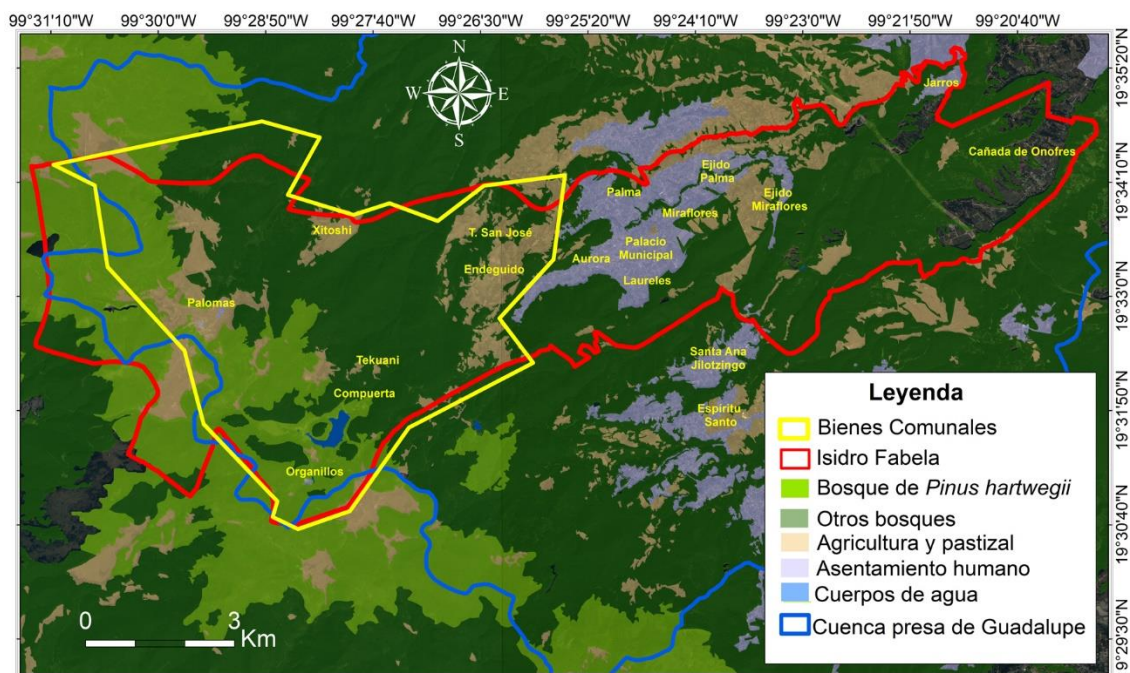 99°31'10"W 99°30'00"W 99°28'50"W 99°27'40"W 99°26'30"W 99°25'20"W 99°24'10"W 99°23'0"W 99°21'50"W 99°20'40"W
N
W E
S
19°35'20"N
19°34'10"N
19°33'0"N
19°31'50"N
19°30'40"N
9°29'30"N
Jarros
Cañada de Onofres
Ejido
Palma
Palma
Ejido
Miraflores
Miraflores
Xitoshi
T. San José
Palacio
Municipal
Aurora
Endeguido
Laureles
Palomas
Santa Ana
Jilotzingo
Tekuani
Compuerta
Espíritu
Santo
Organillos
0 3
Km
Leyenda
Bienes Comunales
Isidro Fabela
Bosque de Pinus hartwegii
Otros bosques
Agricultura y pastizal
Asentamiento humano
Cuerpos de agua
Cuenca presa de Guadalupe